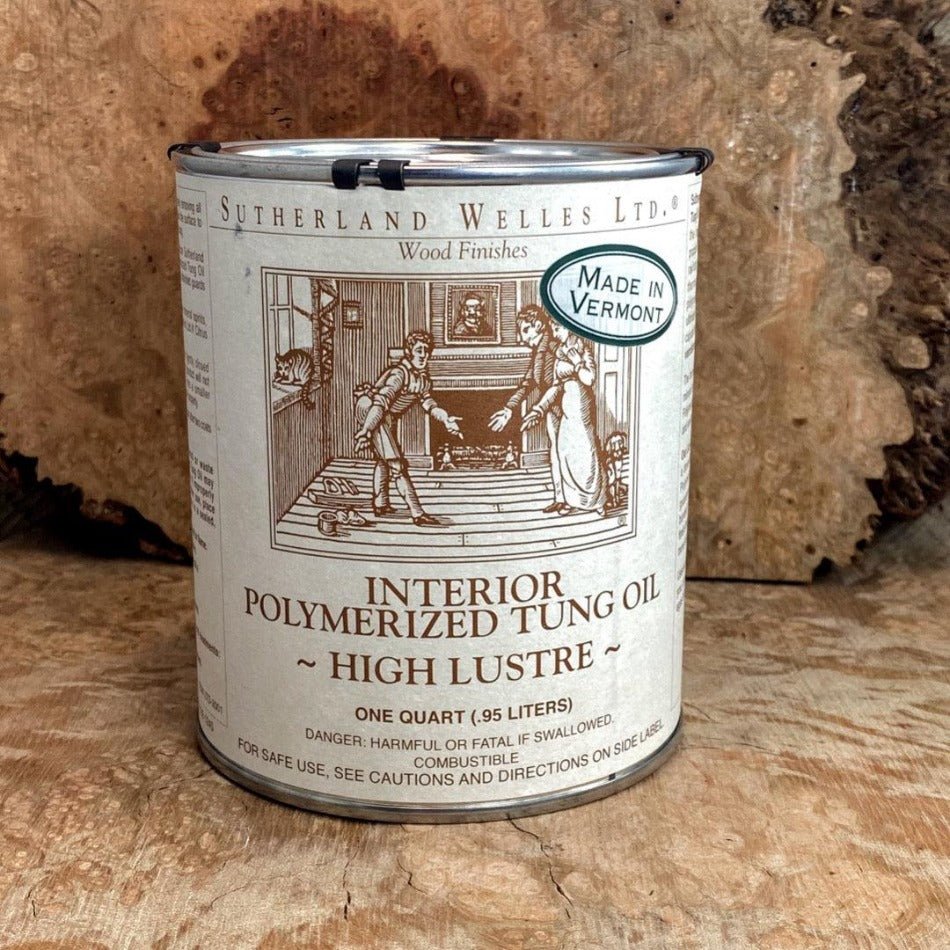 SUTHERLAND WELLES LTD.®
Wood Finishes
MADE IN
VERMONT
INTERIOR
POLYMERIZED TUNG OIL
~ HIGH LUSTRE ~
ONE QUART (.95 LITERS)
DANGER: HARMFUL OR FATAL IF SWALLOWED.
COMBUSTIBLE
FOR SAFE USE, SEE CAUTIONS AND DIRECTIONS ON SIDE LABEL